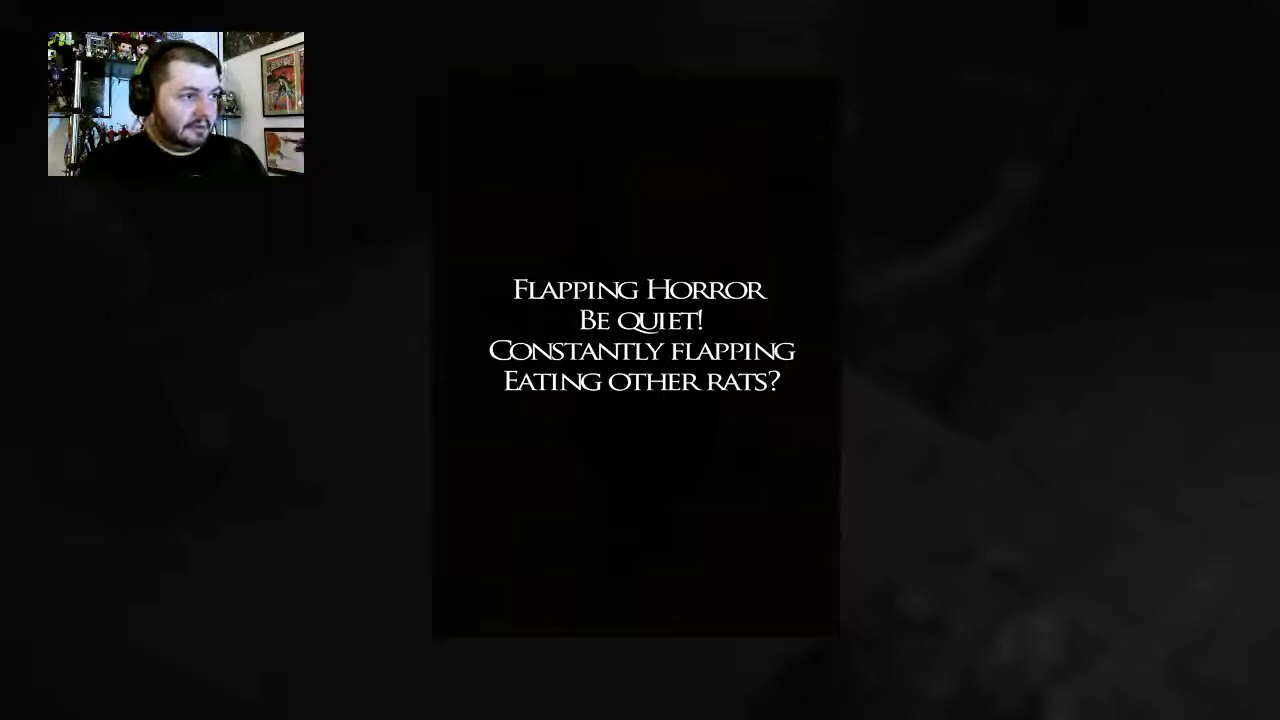 Flapping Horror
Be quiet!
Constantly flapping
Eating other rats?